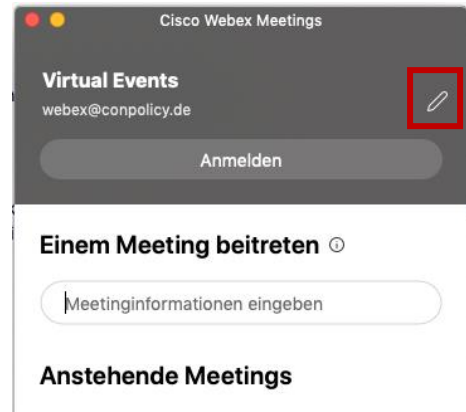 Cisco Webex Meetings
Virtual Events
webex@conpolicy.de
Anmelden
Einem Meeting beitreten
Meetinginformationen eingeben
Anstehende Meetings